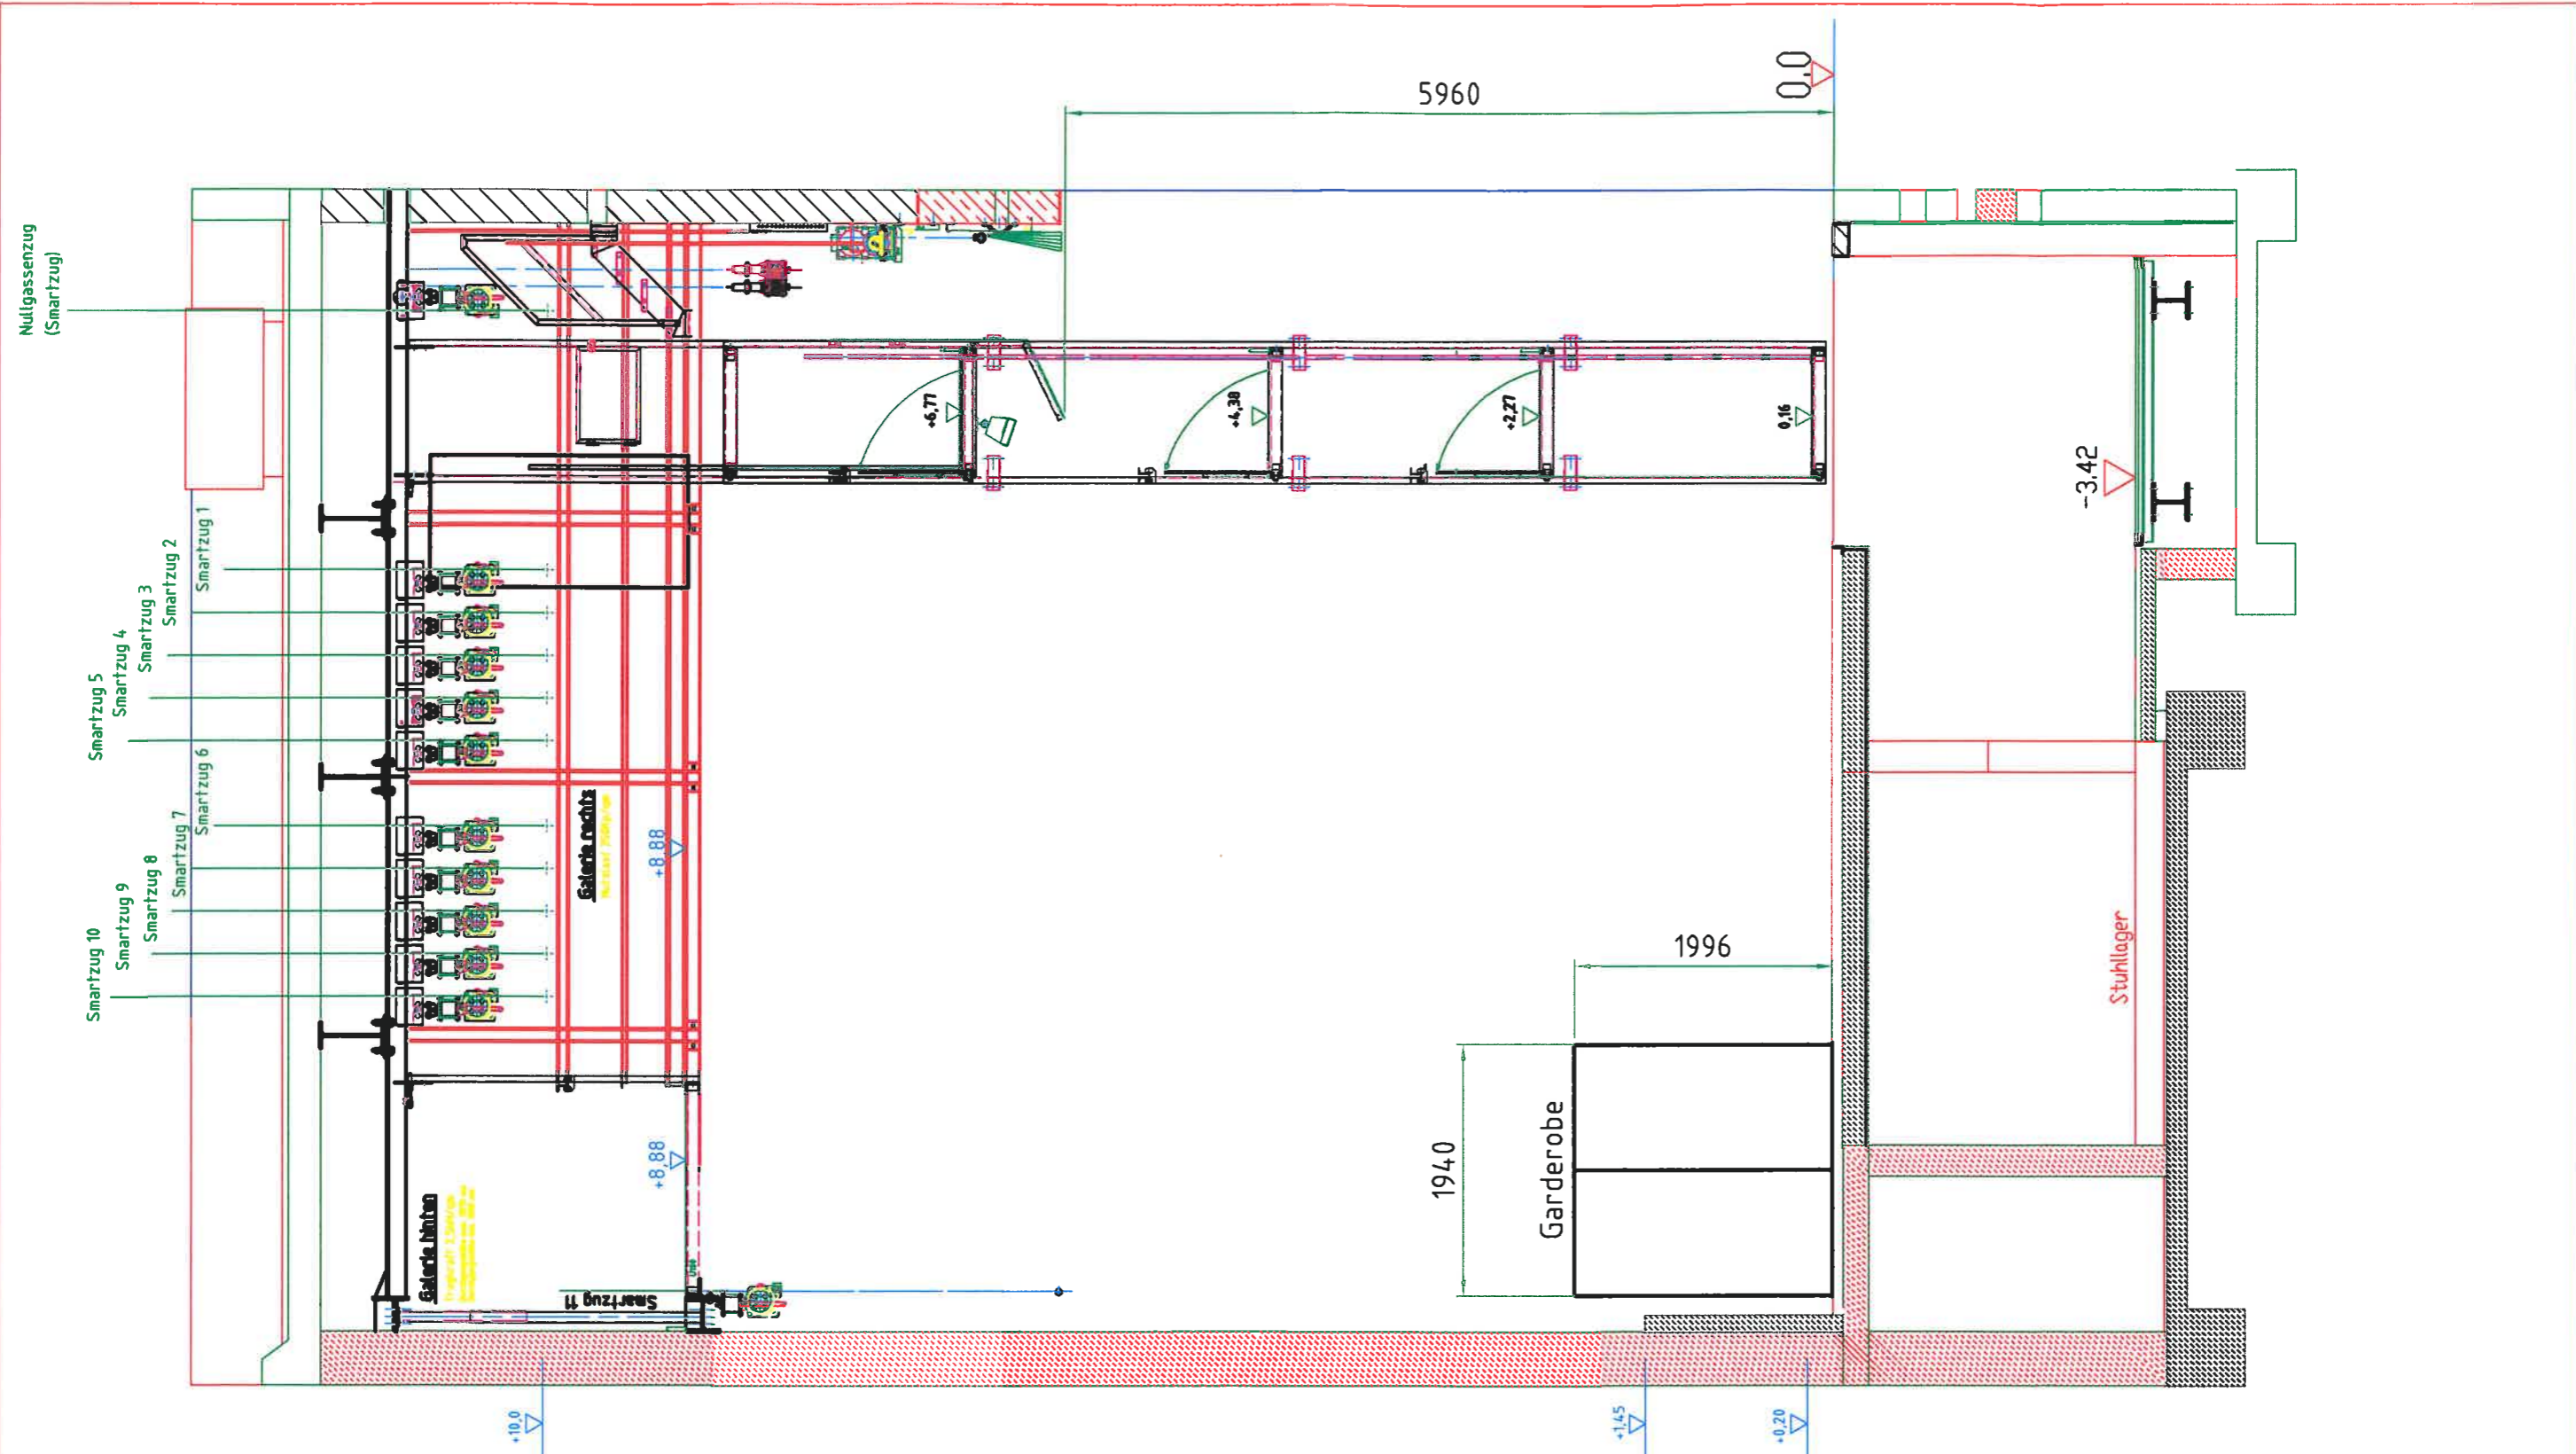 Nullgassenzug
(Smartzug)
Smartzug 1
Smartzug 2
Smartzug 3
Smartzug 4
Smartzug 5
Smartzug 6
Smartzug 7
Smartzug 8
Smartzug 9
Smartzug 10
5960
0,0
+6,77
+4,38
+2,27
0,16
-3,42
Galerie rechts
+8,88
1996
Stuhllager
Galerie hinten
+8,88
Smartzug 11
1940
Garderobe
+10,0
+1,45
+0,20